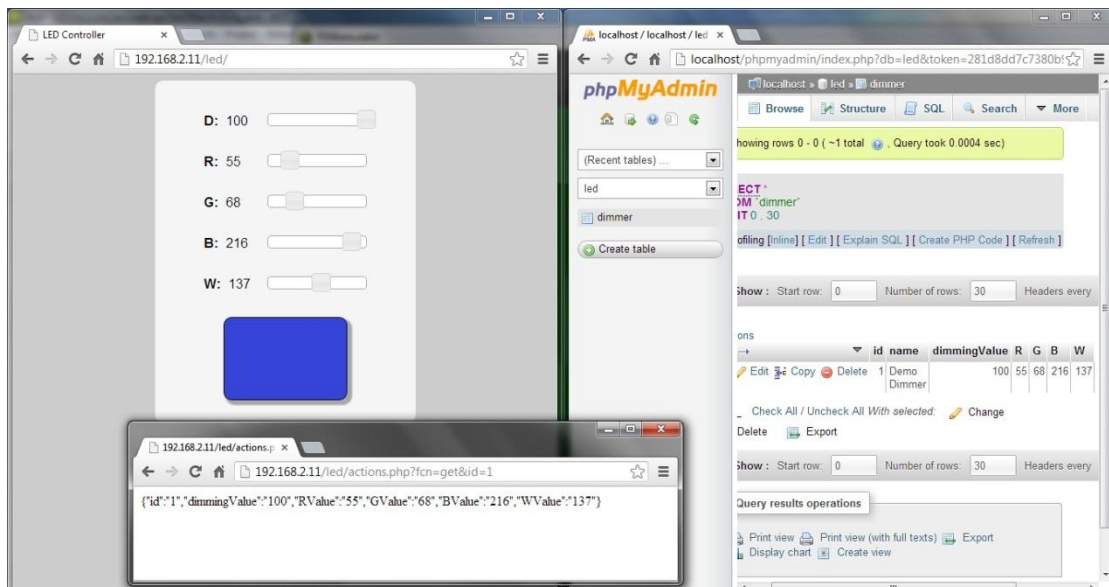 LED Controller
192.168.2.11/led/
D: 100
R: 55
G: 68
B: 216
W: 137
192.168.2.11/led/actions.p
192.168.2.11/led/actions.php?fcn=get&id=1
{"id":"1","dimmingValue":"100","RValue":"55","GValue":"68","BValue":"216","WValue":"137"}
localhost / localhost / led
localhost/phpmyadmin/index.php?db=led&token=281d8dd7c7380b
phpMyAdmin
(Recent tables) ...
led
dimmer
Create table
localhost » led » dimmer
Browse Structure SQL Search More
howing rows 0 - 0 ( ~1 total , Query took 0.0004 sec)
ECT *
OM `dimmer`
IT 0 , 30
ofiling [Inline] [ Edit ] [ Explain SQL ] [ Create PHP Code ] [ Refresh ]
Show : Start row: 0 Number of rows: 30 Headers every
ons
id name dimmingValue R G B W
Edit Copy Delete 1 Demo Dimmer 100 55 68 216 137
Check All / Uncheck All With selected: Change
Delete Export
Show : Start row: 0 Number of rows: 30 Headers every
Query results operations
Print view Print view (with full texts) Export
Display chart Create view